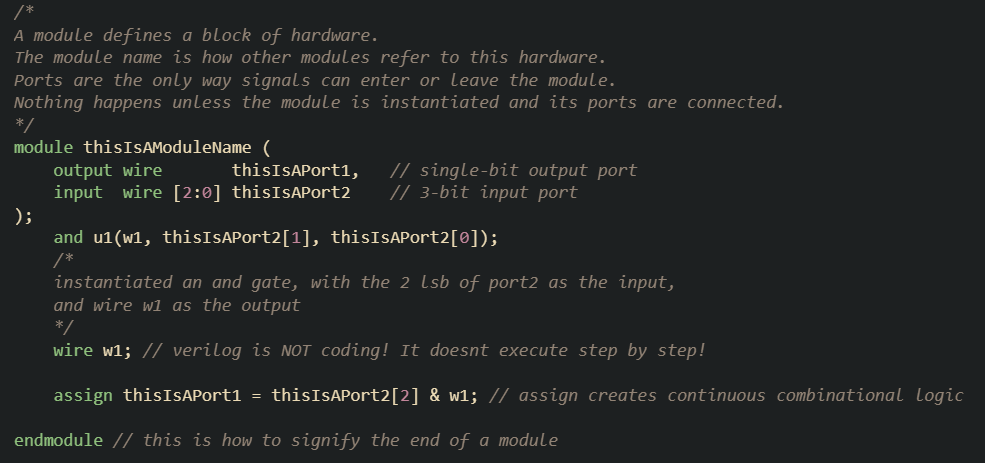 /*
A module defines a block of hardware.
The module name is how other modules refer to this hardware.
Ports are the only way signals can enter or leave the module.
Nothing happens unless the module is instantiated and its ports are connected.
*/
module thisIsAModuleName (
    output wire       thisIsAPort1,   // single-bit output port
    input  wire [2:0] thisIsAPort2    // 3-bit input port
);
    and u1(w1, thisIsAPort2[1], thisIsAPort2[0]);
    /*
    instantiated an and gate, with the 2 lsb of port2 as the input,
    and wire w1 as the output
    */
    wire w1; // verilog is NOT coding! It doesnt execute step by step!
    assign thisIsAPort1 = thisIsAPort2[2] & w1; // assign creates continuous combinational logic
endmodule // this is how to signify the end of a module